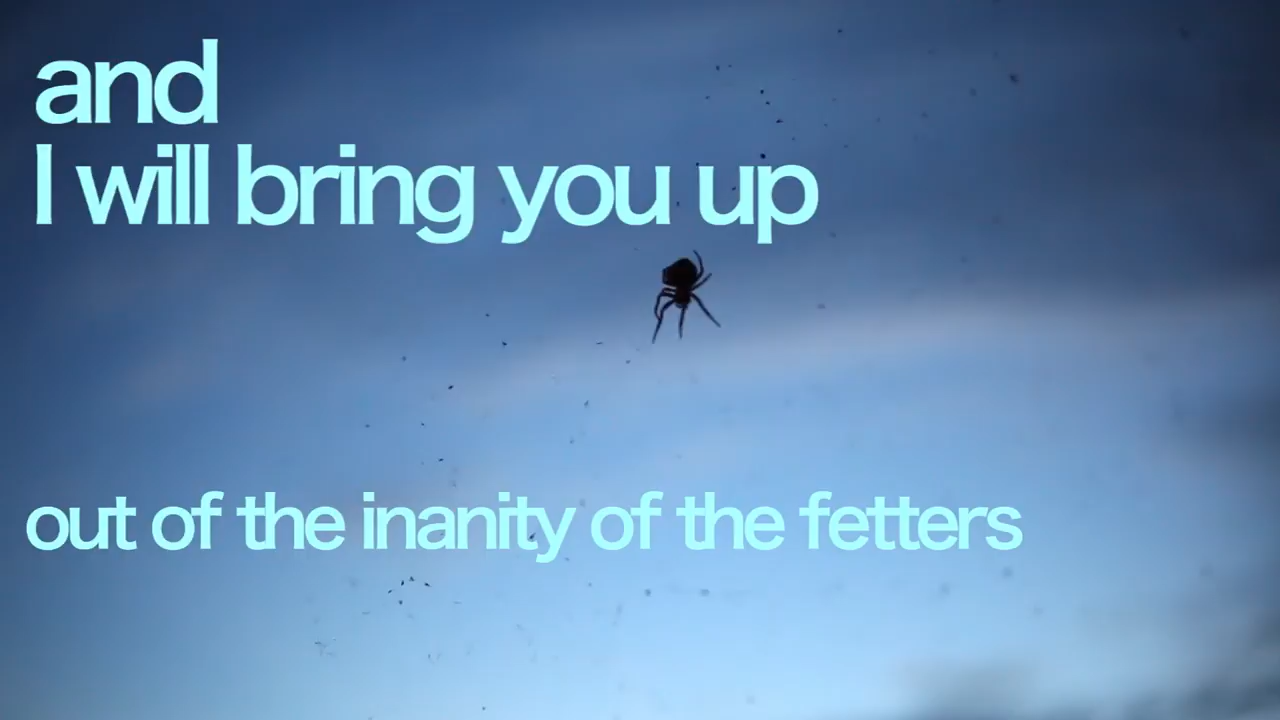 and
I will bring you up
out of the inanity of the fetters